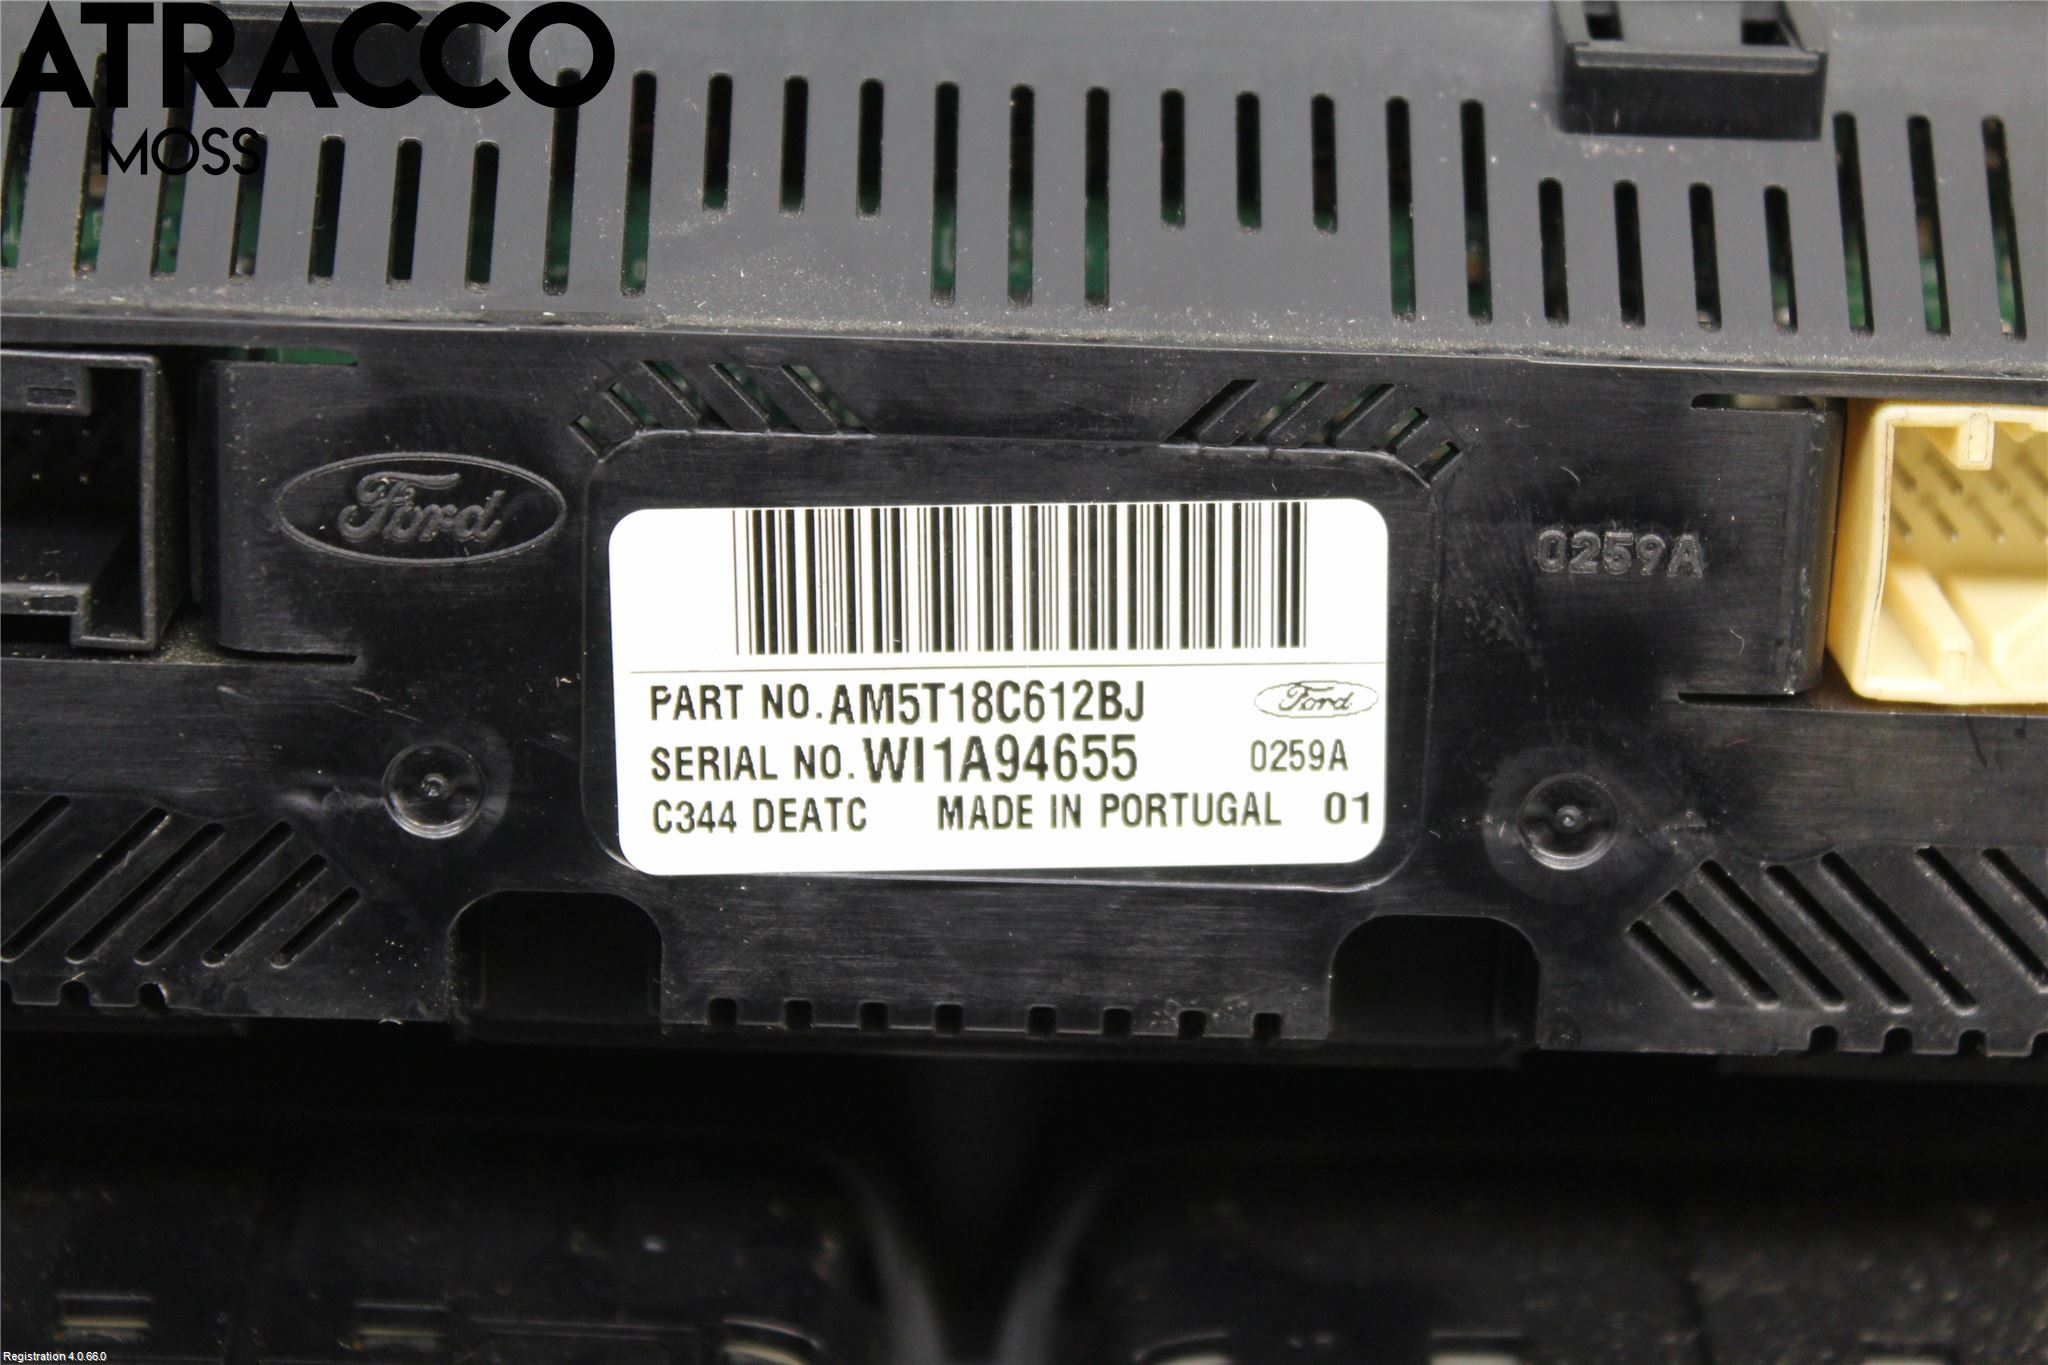 ATRACCO
MOSS
Ford
0259A
PART NO. AM5T18C612BJ Ford
SERIAL NO. WI1A94655 0259A
C344 DEATC MADE IN PORTUGAL 01
Registration 4.0.66.0